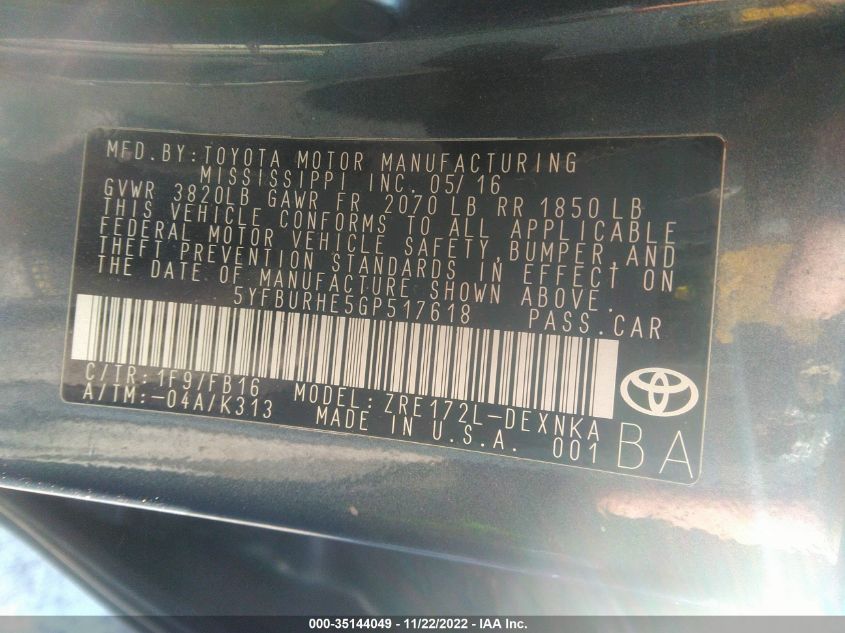 MFD.BY:TOYOTA MOTOR MANUFACTURING
MISSISSIPPI INC. 05/16
GVWR 3820LB GAWR FR 2070 LB RR 1850 LB
THIS VEHICLE CONFORMS TO ALL APPLICABLE
FEDERAL MOTOR VEHICLE SAFETY,BUMPER,AND
THEFT PREVENTION STANDARDS IN EFFECT ON
THE DATE OF MANUFACTURE SHOWN ABOVE.
5YFBURHE5GP517618 PASS.CAR
C/TR:1F9/FB16 MODEL:ZRE172L-DEXNKA
A/TM:-04A/K313 MADE IN U.S.A. 001
BA
000-35144049 - 11/22/2022 - IAA Inc.